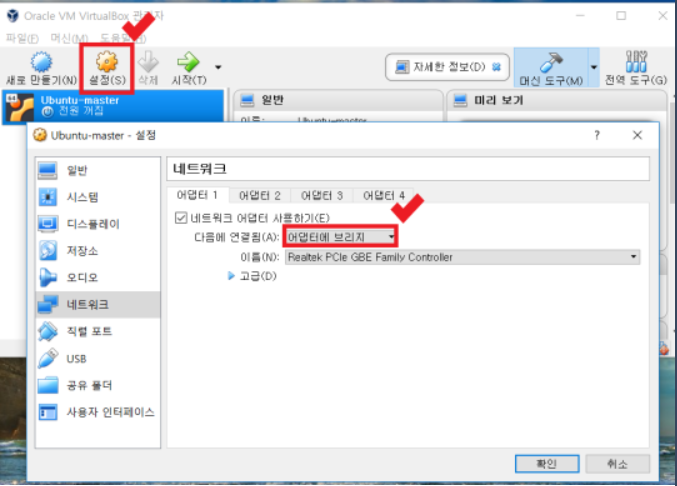 Oracle VM VirtualBox 관리자
파일(F) 머신(M) 도움말(H)
새로 만들기(N) 설정(S) 삭제 시작(T) 자세한 정보(D) 머신 도구(M) 전역 도구(G)
64 Ubuntu-master
전원 꺼짐
일반
미리 보기
이름: Ubuntu-master
Ubuntu-master - 설정
일반
시스템
디스플레이
저장소
오디오
네트워크
직렬 포트
USB
공유 폴더
사용자 인터페이스
네트워크
어댑터 1 어댑터 2 어댑터 3 어댑터 4
네트워크 어댑터 사용하기(E)
다음에 연결됨(A): 어댑터에 브리지
이름(N): Realtek PCIe GBE Family Controller
고급(D)
확인 취소